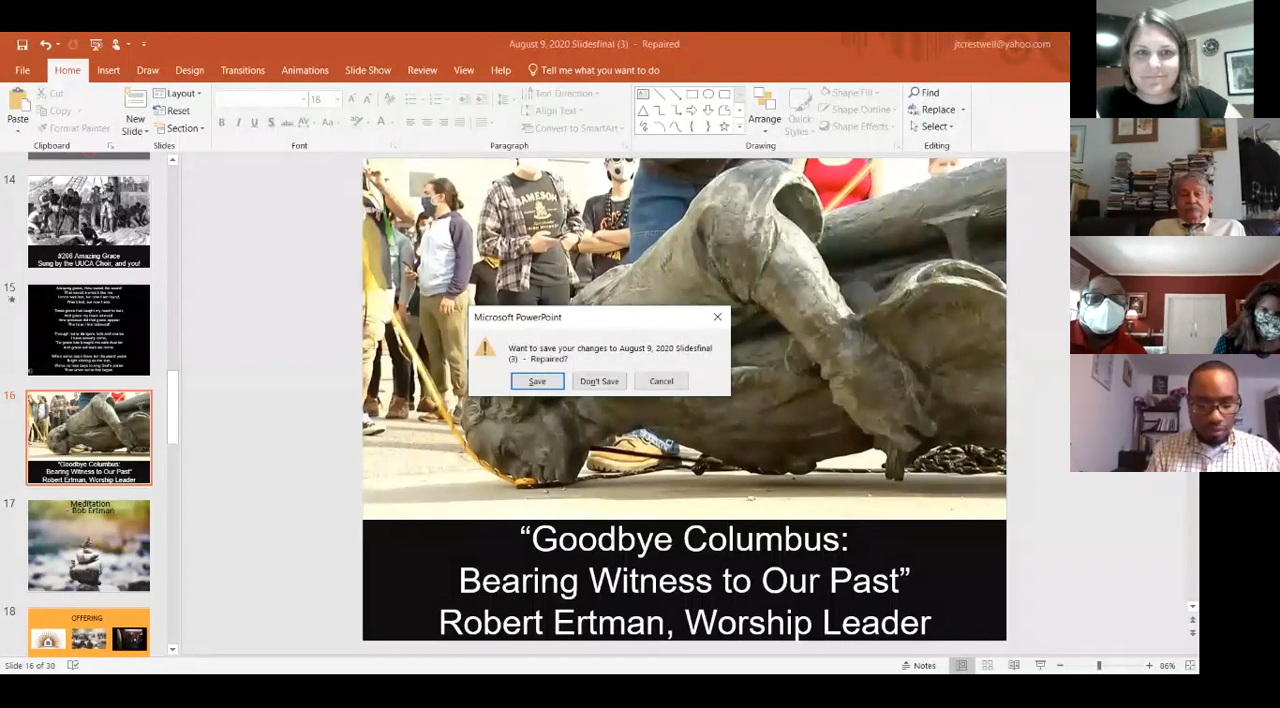 August 9, 2020 Slidesfinal (3) - Repaired
jtcrestwell@yahoo.com
File Home Insert Draw Design Transitions Animations Slide Show Review View Help Tell me what you want to do
Paste
Cut
Copy
Format Painter
Clipboard
New
Slide
Layout
Reset
Section
Slides
18
Font
Text Direction
Align Text
Convert to SmartArt
Paragraph
Arrange
Quick
Styles
Shape Fill
Shape Outline
Shape Effects
Drawing
Find
Replace
Select
Editing
14
#206 Amazing Grace
Sung by the UUCA Choir, and you!
15
16
"Goodbye Columbus:
Bearing Witness to Our Past"
Robert Ertman, Worship Leader
17
Meditation
- Bob Ertman
18
OFFERING
JAMESON
Microsoft PowerPoint
Want to save your changes to August 9, 2020 Slidesfinal
(3) - Repaired?
Save Don't Save Cancel
“Goodbye Columbus:
Bearing Witness to Our Past”
Robert Ertman, Worship Leader
Slide 16 of 30
Notes
86%